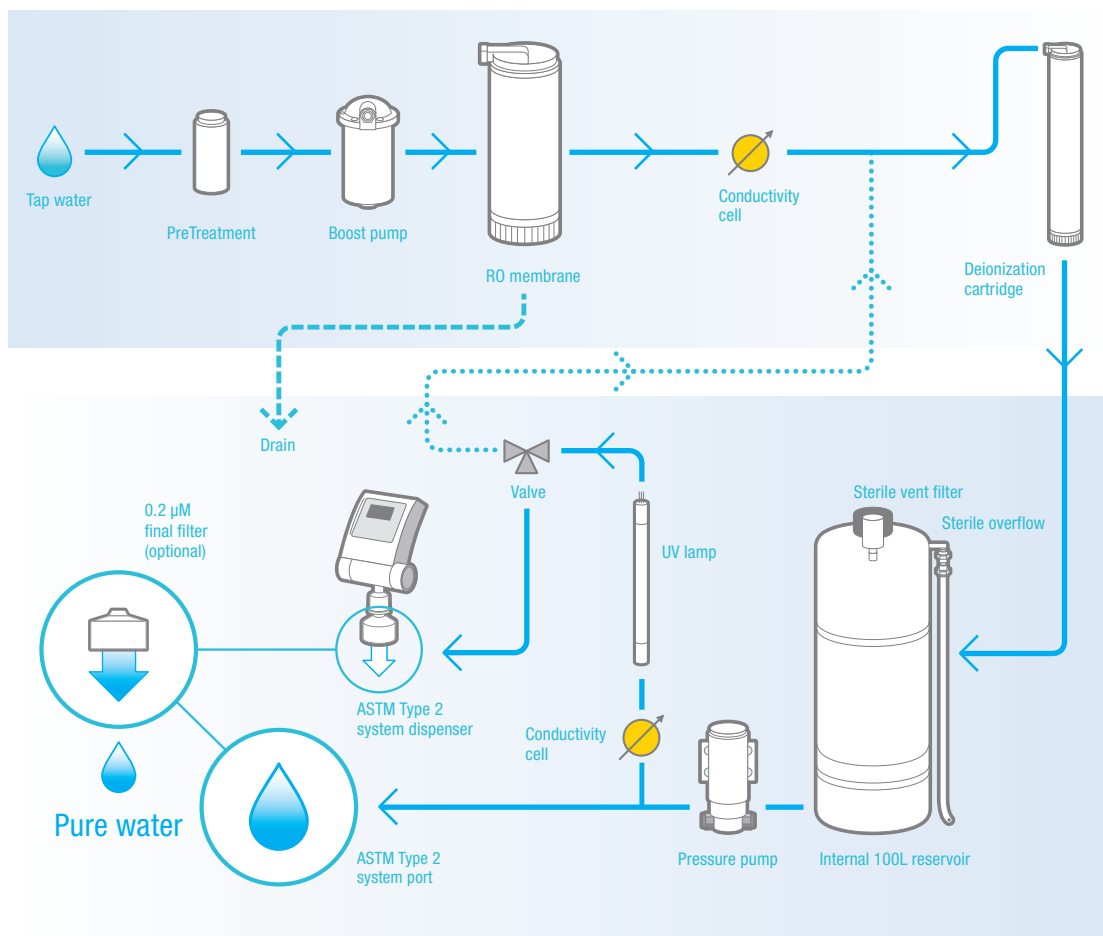 Tap water
PreTreatment
Boost pump
RO membrane
Conductivity
cell
Deionization
cartridge
Drain
Valve
0.2 µM
final filter
(optional)
UV lamp
Sterile vent filter
Sterile overflow
ASTM Type 2
system dispenser
Conductivity
cell
Pure water
ASTM Type 2
system port
Pressure pump
Internal 100L reservoir